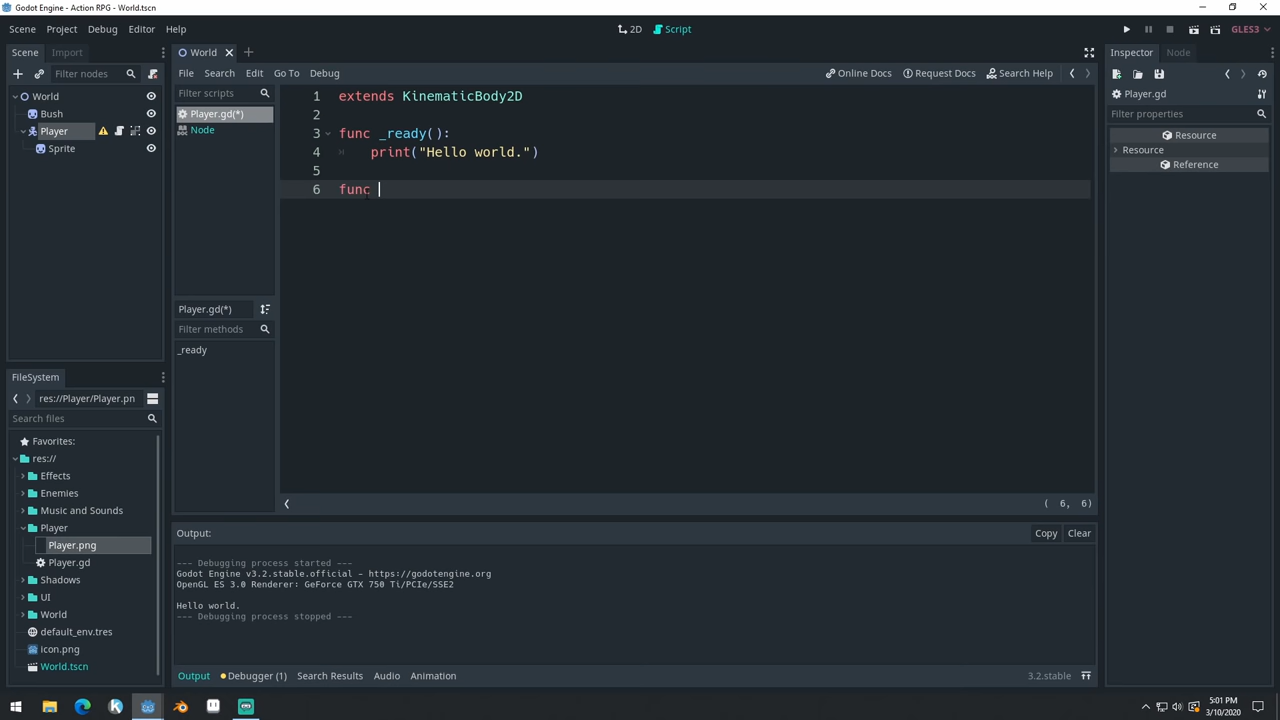 Godot Engine - Action RPG - World.tscn
Scene Project Debug Editor Help
2D Script
GLES3
Scene Import
Filter nodes
World
Bush
Player
Sprite
World
File Search Edit Go To Debug
Online Docs Request Docs Search Help
Filter scripts
Player.gd(*)
Node
Player.gd(*)
Filter methods
_ready
1 extends KinematicBody2D
2
3 func _ready():
4 print("Hello world.")
5
6 func
( 6, 6)
Inspector Node
Player.gd
Filter properties
Resource
Resource
Reference
FileSystem
res://Player/Player.pn
Search files
Favorites:
res://
Effects
Enemies
Music and Sounds
Player
Player.png
Player.gd
Shadows
UI
World
default_env.tres
icon.png
World.tscn
Output:
Copy Clear
--- Debugging process started ---
Godot Engine v3.2.stable.official - https://godotengine.org
OpenGL ES 3.0 Renderer: GeForce GTX 750 Ti/PCIe/SSE2
Hello world.
--- Debugging process stopped ---
Output Debugger (1) Search Results Audio Animation
3.2.stable
5:01 PM
3/10/2020